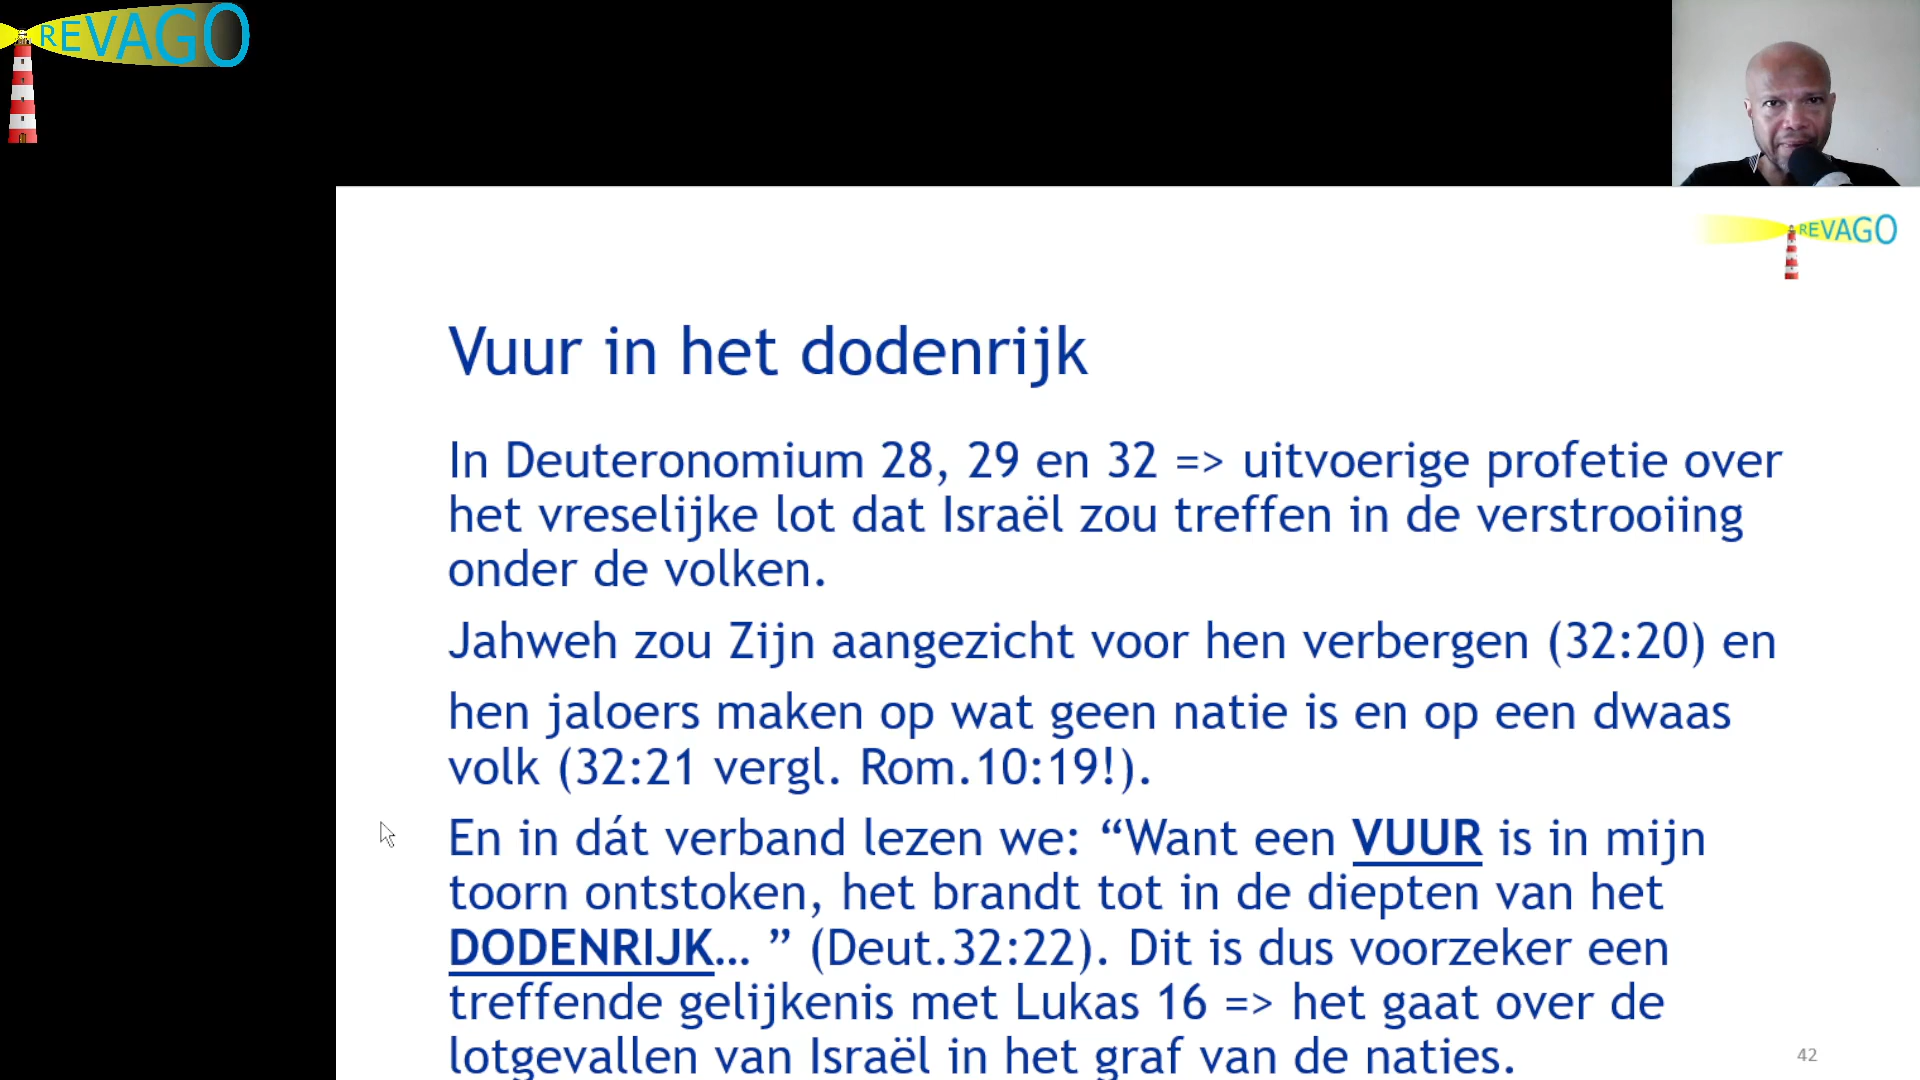 REVAGO
REVAGO
Vuur in het dodenrijk
In Deuteronomium 28, 29 en 32 => uitvoerige profetie over
het vreselijke lot dat Israël zou treffen in de verstrooiing
onder de volken.
Jahweh zou Zijn aangezicht voor hen verbergen (32:20) en
hen jaloers maken op wat geen natie is en op een dwaas
volk (32:21 vergl. Rom.10:19!).
En in dát verband lezen we: “Want een VUUR is in mijn
toorn ontstoken, het brandt tot in de diepten van het
DODENRIJK… ” (Deut.32:22). Dit is dus voorzeker een
treffende gelijkenis met Lukas 16 => het gaat over de
lotgevallen van Israël in het graf van de naties.
42